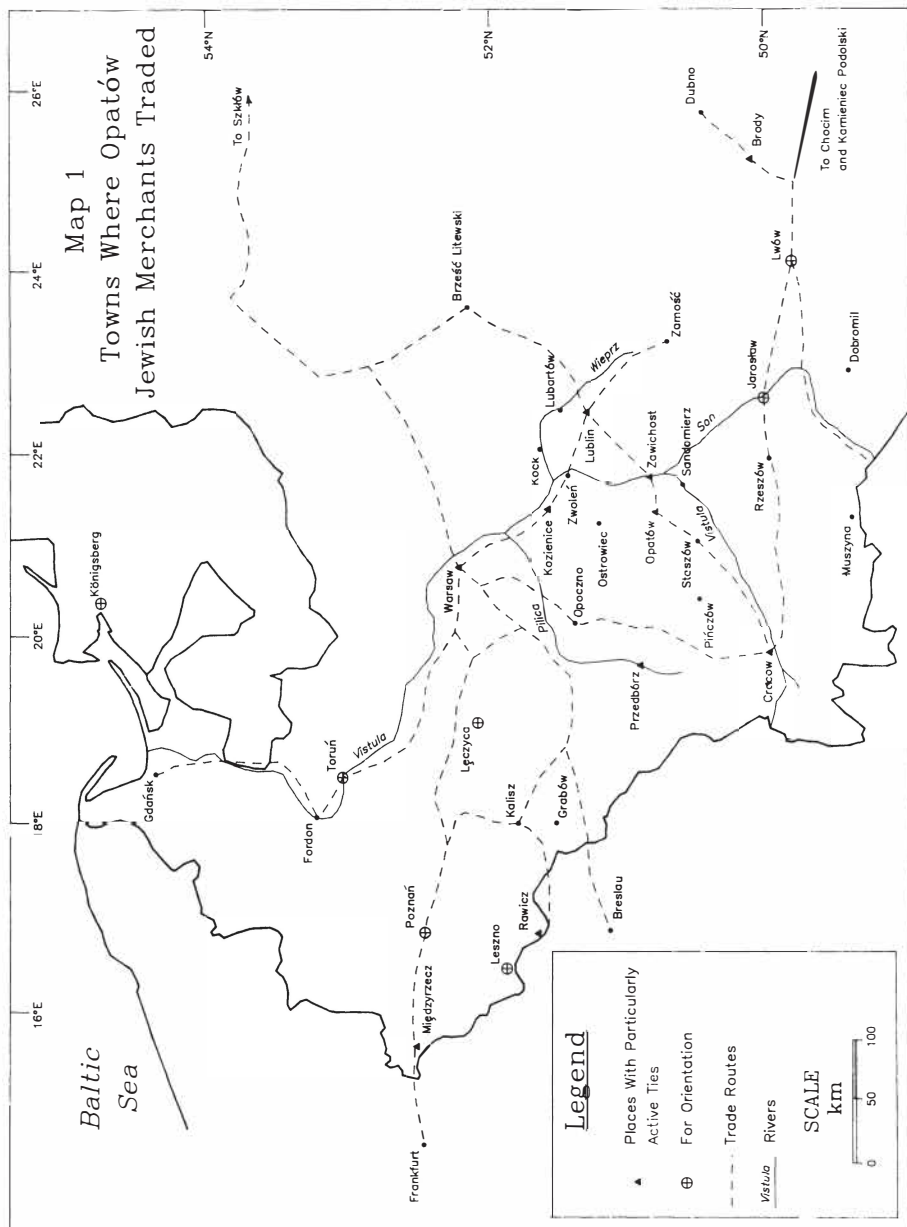 Map 1
Towns Where Opatów
Jewish Merchants Traded
Baltic
Sea
16°E
18°E
20°E
22°E
24°E
26°E
54°N
52°N
50°N
To Szkłów
Königsberg
Gdańsk
Fordon
Toruń
Vistula
Warsaw
Brześć Litewski
Frankfurt
Międzyrzecz
Poznań
Łęczyca
Leszno
Rawicz
Kalisz
Grabów
Breslau
Pilica
Opoczno
Przedbórz
Kozienice
Zwoleń
Kock
Lubartów
Wieprz
Lublin
Zamość
Ostrowiec
Opatów
Zawichost
Sandomierz
Staszów
Vistula
Pińczów
Cracow
San
Rzeszów
Jarosław
Muszyna
Dobromil
Lwów
Dubno
Brody
To Chocim
and Kamieniec Podolski
Legend
Places With Particularly
Active Ties
For Orientation
Trade Routes
Vistula Rivers
SCALE
km
0 50 100